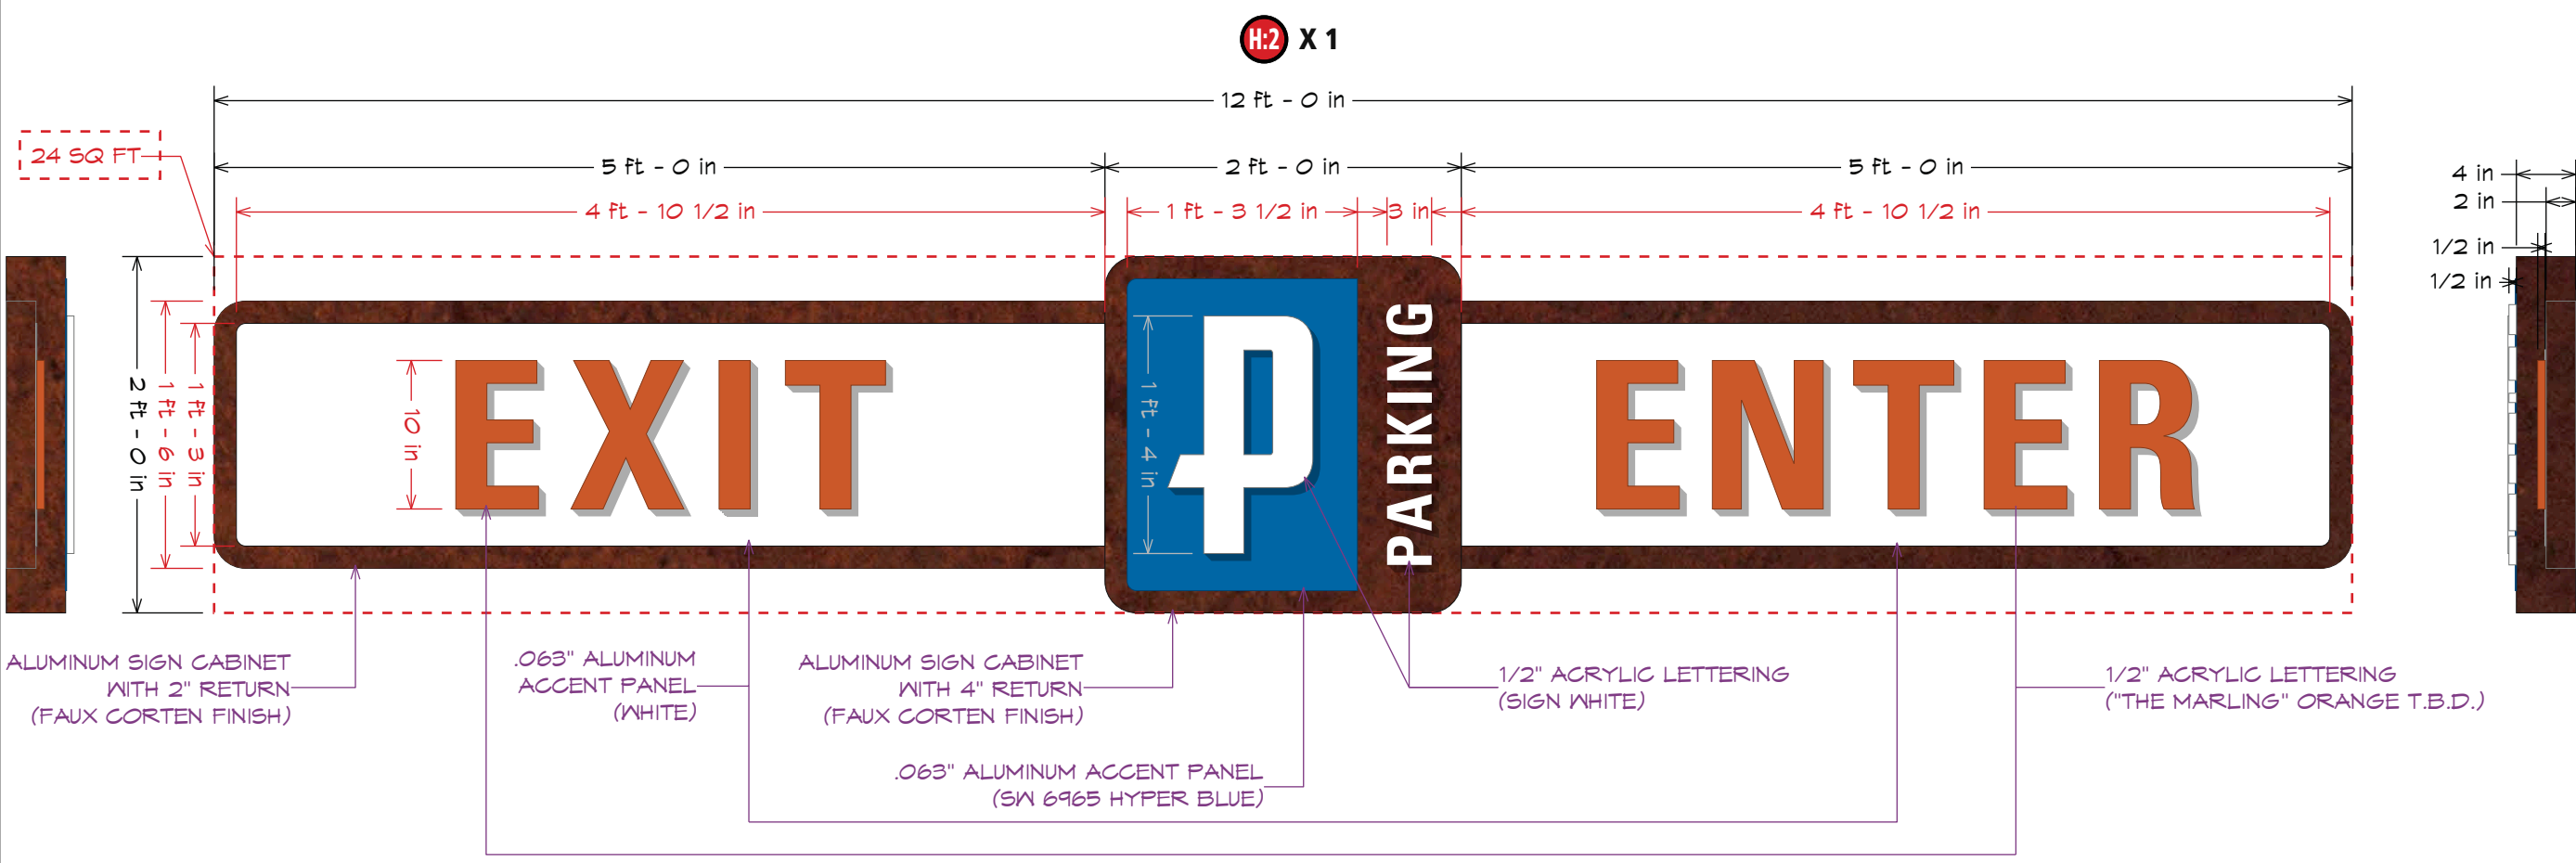 H:2 X 1
12 ft - 0 in
24 SQ FT
5 ft - 0 in 2 ft - 0 in 5 ft - 0 in
4 ft - 10 1/2 in 1 ft - 3 1/2 in 3 in 4 ft - 10 1/2 in
4 in
2 in
1/2 in
1/2 in
2 ft - 0 in
1 ft - 6 in
1 ft - 3 in
10 in
EXIT
1 ft - 4 in
P
PARKING
ENTER
ALUMINUM SIGN CABINET
WITH 2" RETURN
(FAUX CORTEN FINISH)
.063" ALUMINUM
ACCENT PANEL
(WHITE)
ALUMINUM SIGN CABINET
WITH 4" RETURN
(FAUX CORTEN FINISH)
.063" ALUMINUM ACCENT PANEL
(SW 6965 HYPER BLUE)
1/2" ACRYLIC LETTERING
(SIGN WHITE)
1/2" ACRYLIC LETTERING
("THE MARLING" ORANGE T.B.D.)